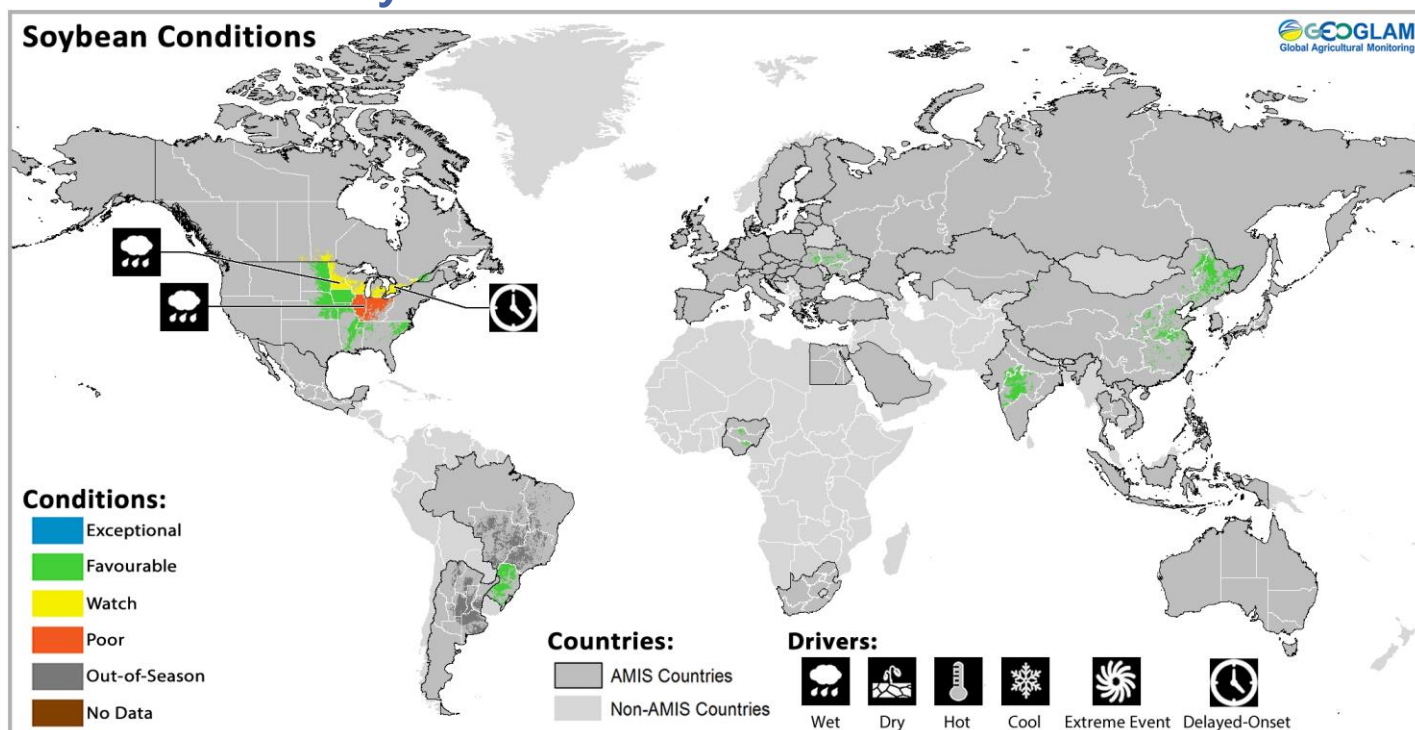 Soybean Conditions
GEOGLAM
Global Agricultural Monitoring
Conditions:
Exceptional
Favourable
Watch
Poor
Out-of-Season
No Data
Countries:
AMIS Countries
Non-AMIS Countries
Drivers:
Wet
Dry
Hot
Cool
Extreme Event
Delayed-Onset